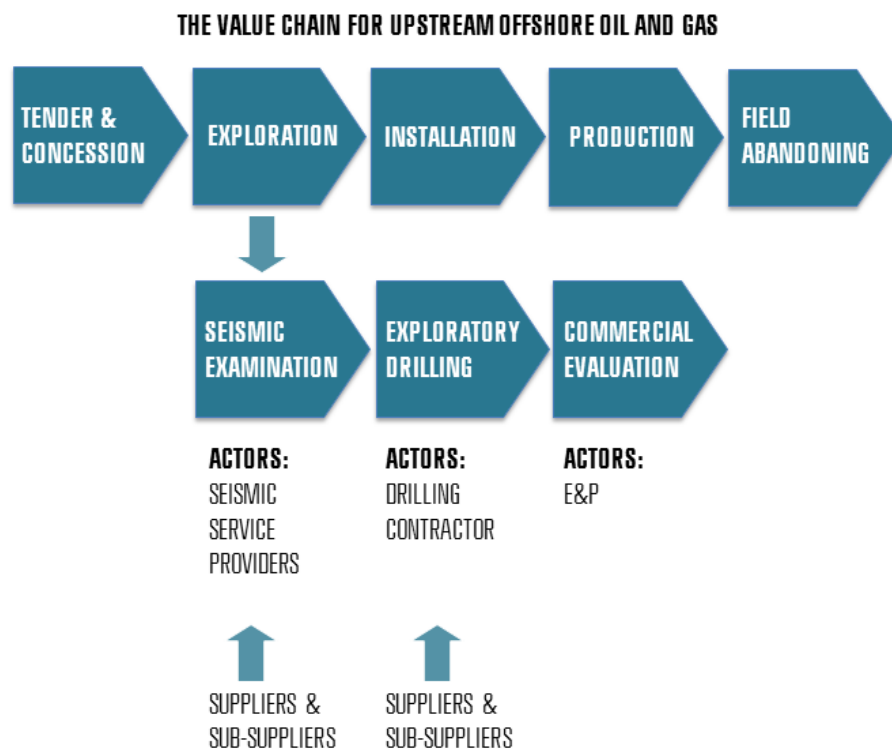 THE VALUE CHAIN FOR UPSTREAM OFFSHORE OIL AND GAS
TENDER &
CONCESSION
EXPLORATION
INSTALLATION
PRODUCTION
FIELD
ABANDONING
SEISMIC
EXAMINATION
EXPLORATORY
DRILLING
COMMERCIAL
EVALUATION
ACTORS:
SEISMIC
SERVICE
PROVIDERS
ACTORS:
DRILLING
CONTRACTOR
ACTORS:
E&P
SUPPLIERS &
SUB-SUPPLIERS
SUPPLIERS &
SUB-SUPPLIERS